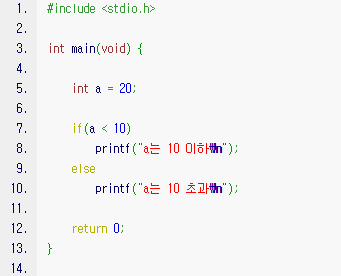 1. #include <stdio.h>
2.
3. int main(void) {
4.
5. int a = 20;
6.
7. if(a < 10)
8. printf("a는 10 이하₩n");
9. else
10. printf("a는 10 초과₩n");
11.
12. return 0;
13. }
14.